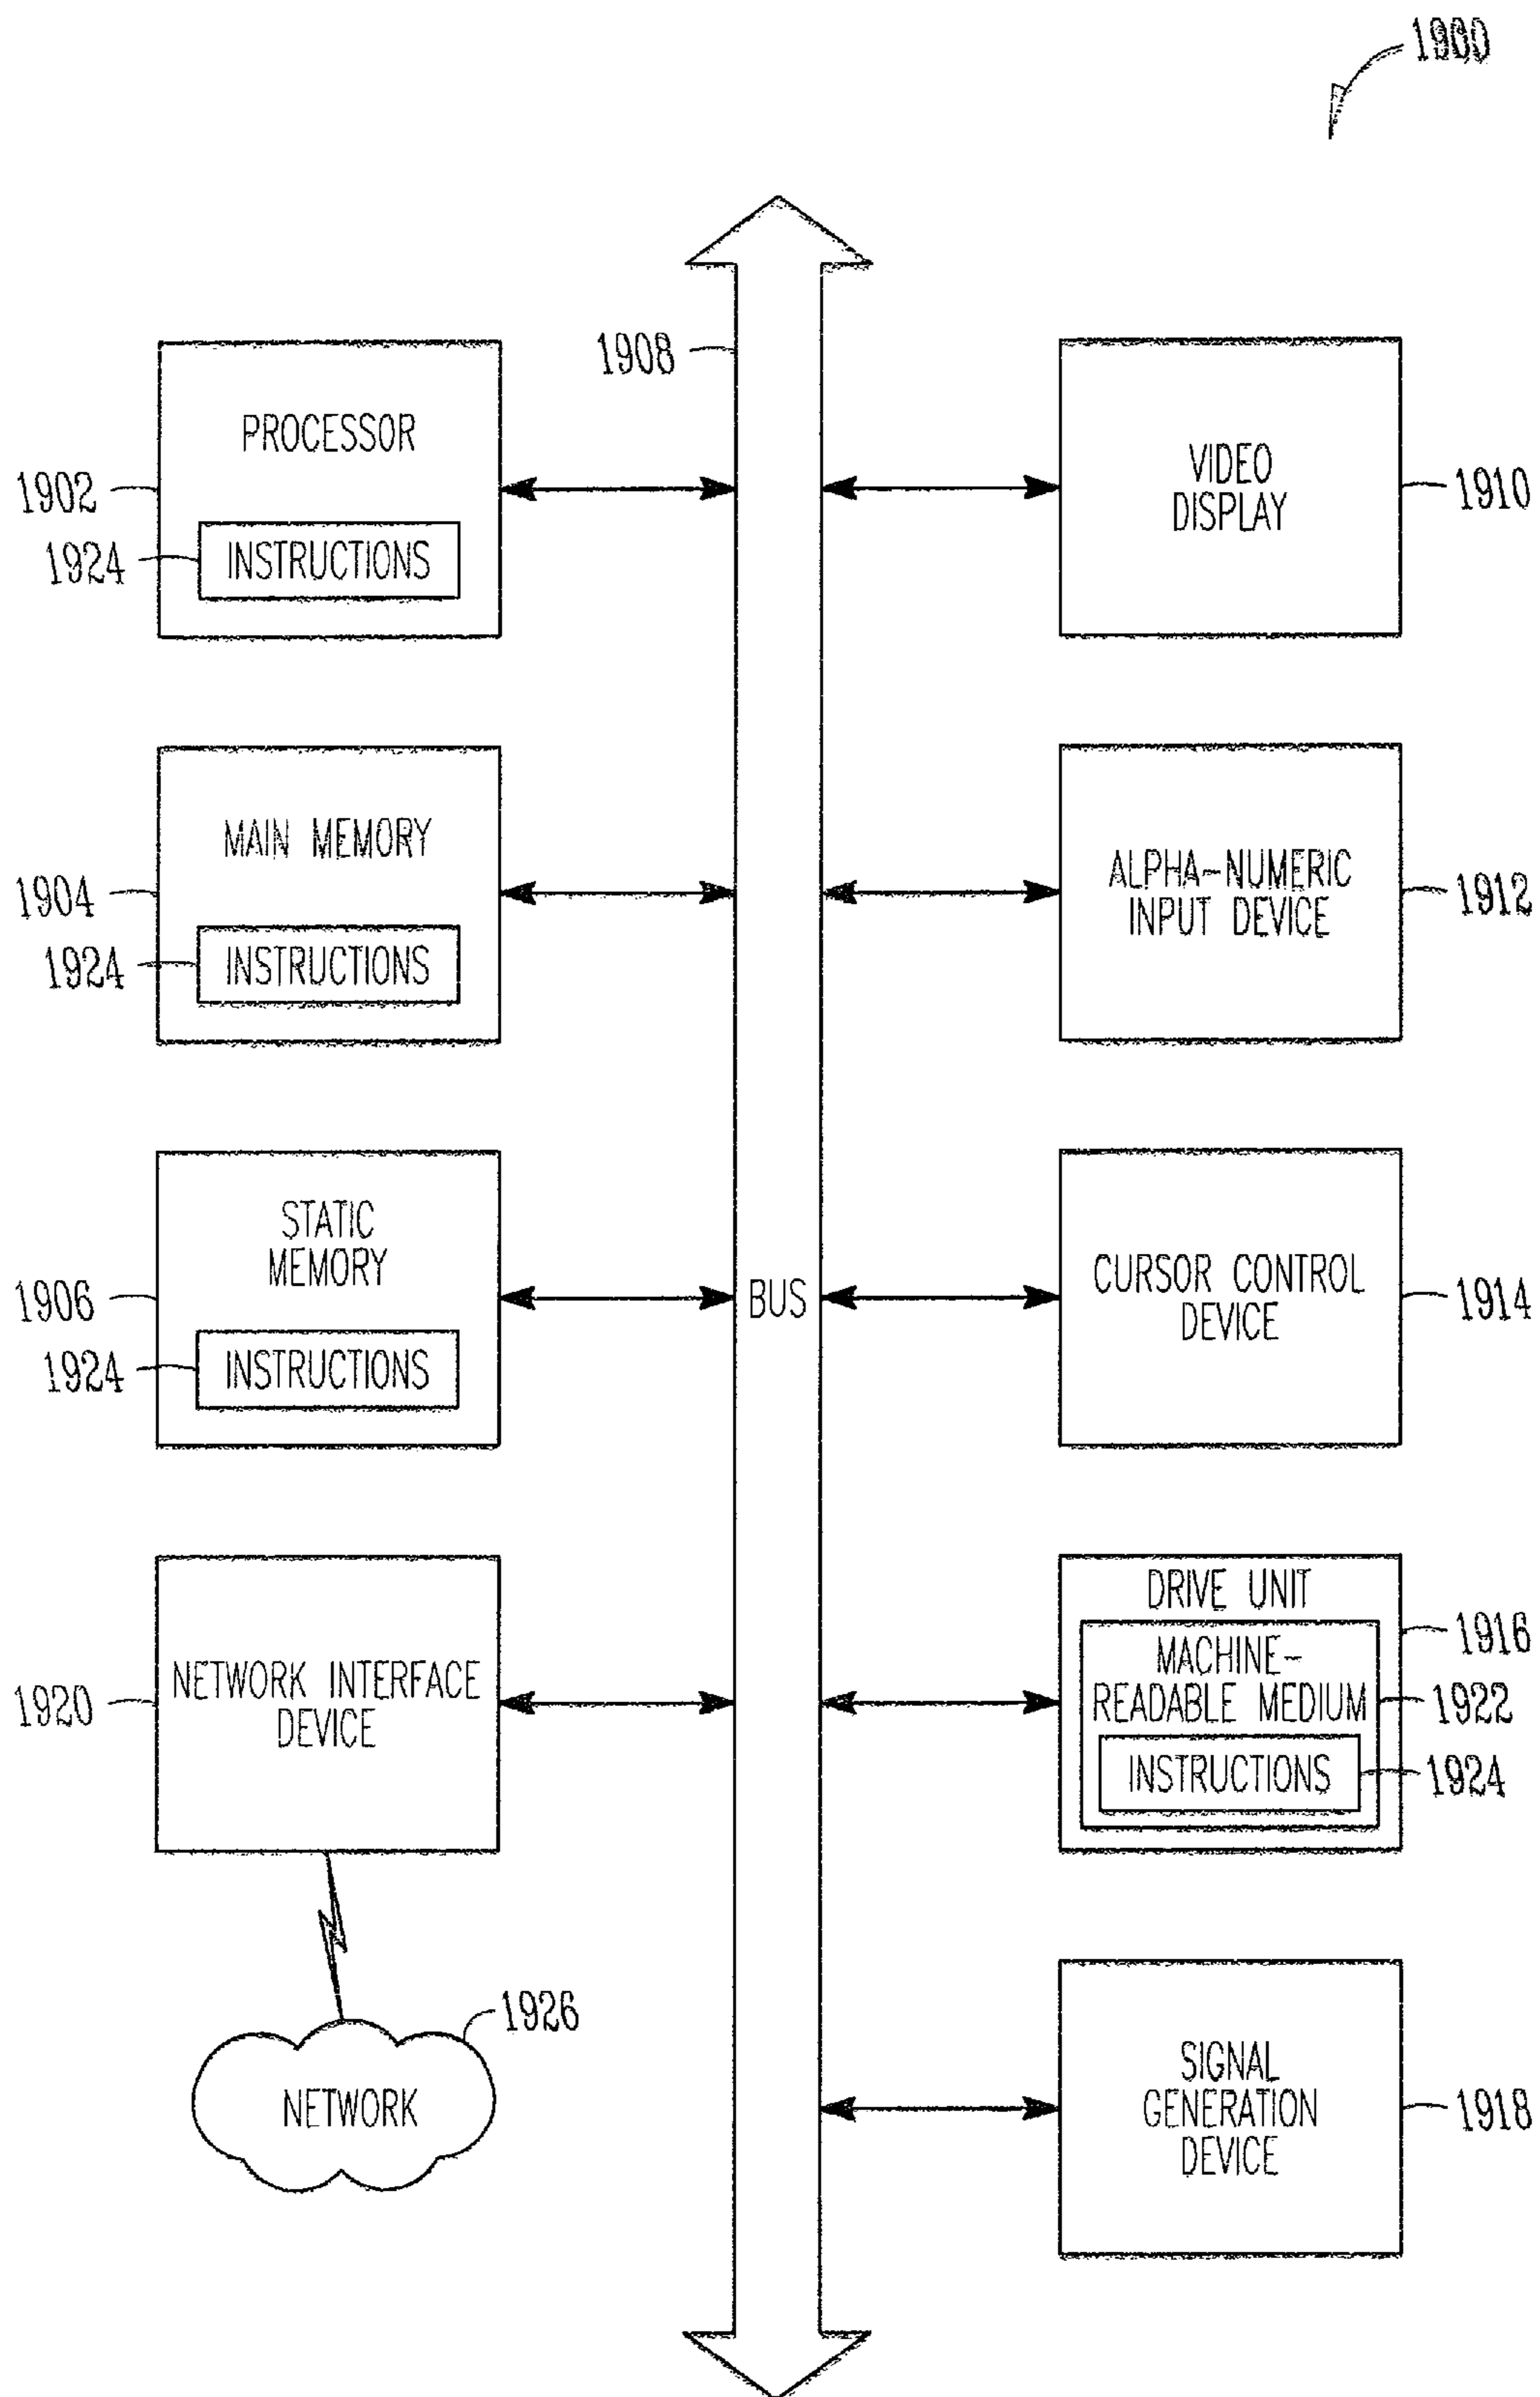 1900
1908
PROCESSOR
1902
1924
INSTRUCTIONS
VIDEO
DISPLAY
1910
MAIN MEMORY
1904
1924
INSTRUCTIONS
ALPHA-NUMERIC
INPUT DEVICE
1912
STATIC
MEMORY
1906
1924
INSTRUCTIONS
BUS
CURSOR CONTROL
DEVICE
1914
NETWORK INTERFACE
DEVICE
1920
DRIVE UNIT
1916
MACHINE-
READABLE MEDIUM
1922
INSTRUCTIONS
1924
1926
NETWORK
SIGNAL
GENERATION
DEVICE
1918